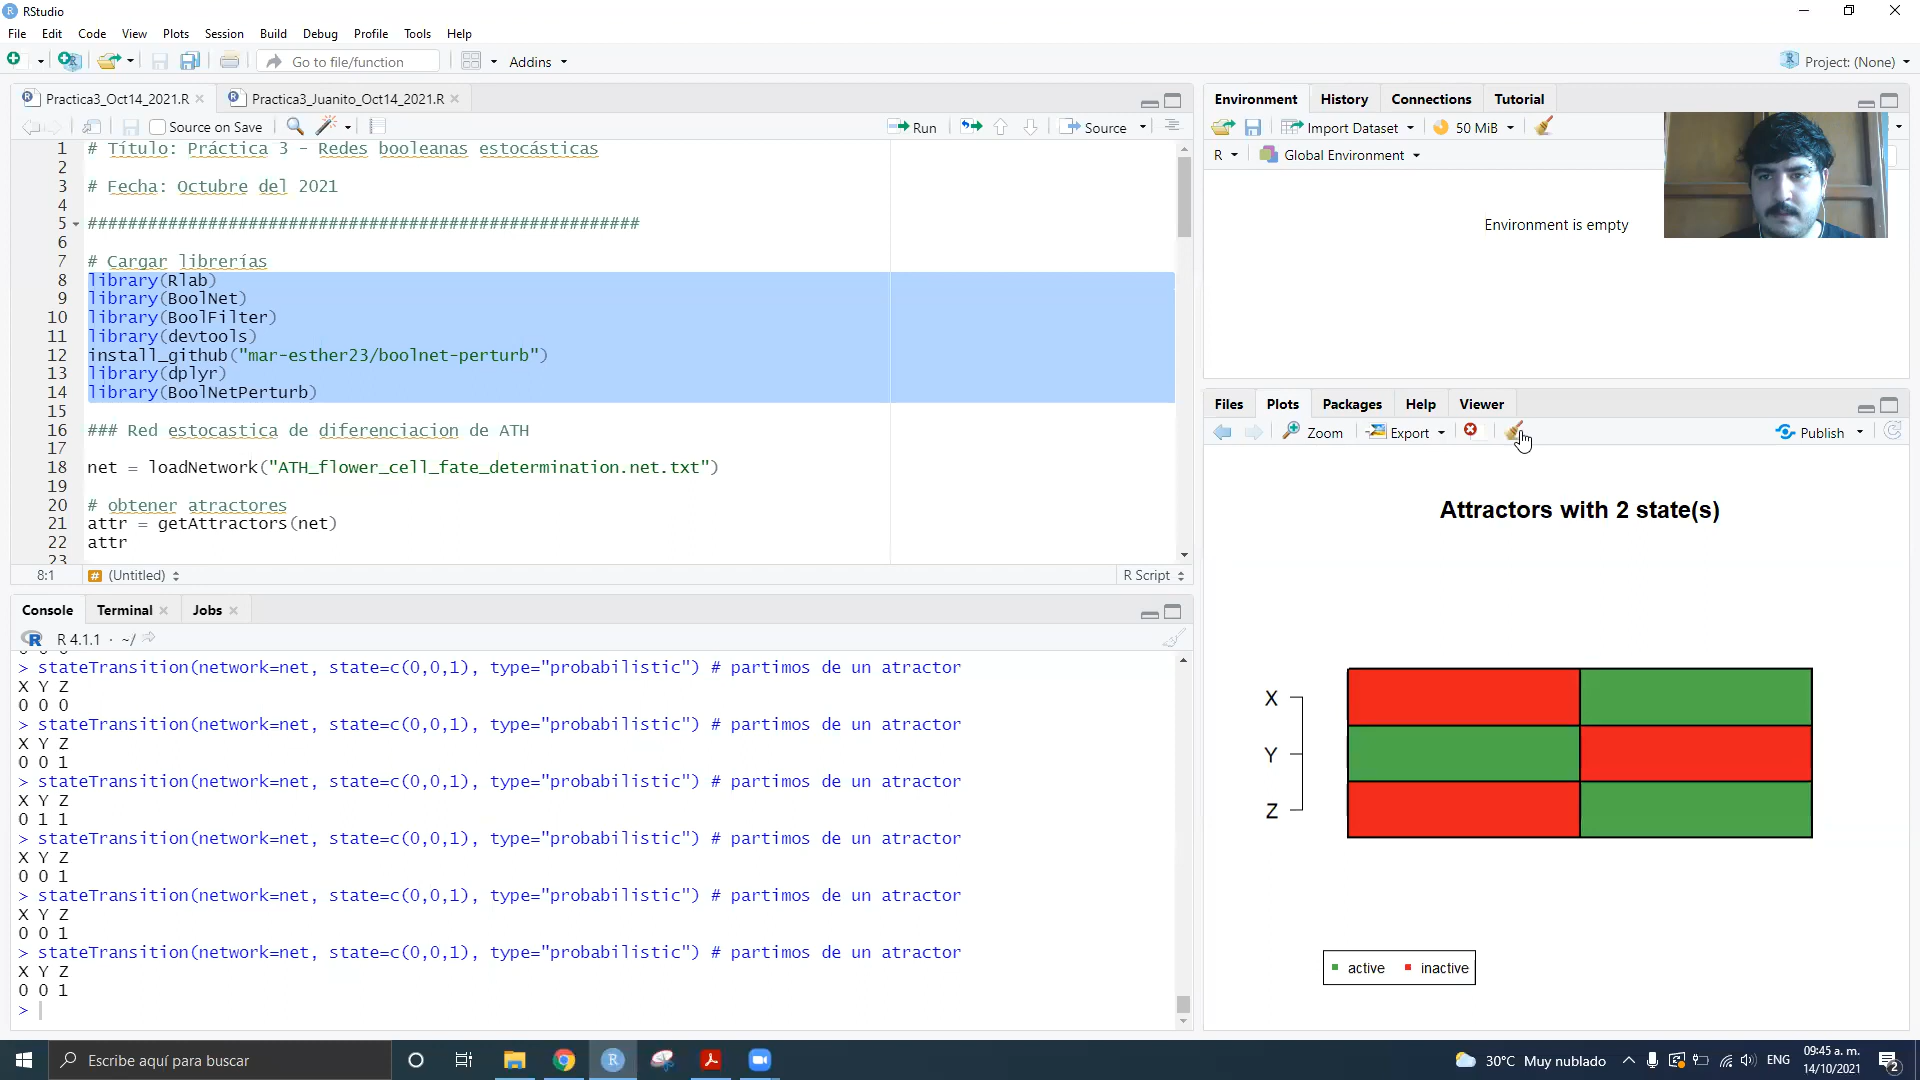 RStudio
File Edit Code View Plots Session Build Debug Profile Tools Help
Go to file/function Addins Project: (None)
Practica3_Oct14_2021.R Practica3_Juanito_Oct14_2021.R
Source on Save Run Source
1 # Título: Práctica 3 - Redes booleanas estocásticas
2
3 # Fecha: Octubre del 2021
4
5 #######################################################
6
7 # Cargar librerías
8 library(Rlab)
9 library(BoolNet)
10 library(BoolFilter)
11 library(devtools)
12 install_github("mar-esther23/boolnet-perturb")
13 library(dplyr)
14 library(BoolNetPerturb)
15
16 ### Red estocastica de diferenciacion de ATH
17
18 net = loadNetwork("ATH_flower_cell_fate_determination.net.txt")
19
20 # obtener atractores
21 attr = getAttractors(net)
22 attr
23
8:1 (Untitled) R Script
Console Terminal Jobs
R 4.1.1 · ~/
0 0 0
> stateTransition(network=net, state=c(0,0,1), type="probabilistic") # partimos de un atractor
X Y Z
0 0 0
> stateTransition(network=net, state=c(0,0,1), type="probabilistic") # partimos de un atractor
X Y Z
0 0 1
> stateTransition(network=net, state=c(0,0,1), type="probabilistic") # partimos de un atractor
X Y Z
0 1 1
> stateTransition(network=net, state=c(0,0,1), type="probabilistic") # partimos de un atractor
X Y Z
0 0 1
> stateTransition(network=net, state=c(0,0,1), type="probabilistic") # partimos de un atractor
X Y Z
0 0 1
> stateTransition(network=net, state=c(0,0,1), type="probabilistic") # partimos de un atractor
X Y Z
0 0 1
>
Environment History Connections Tutorial
Import Dataset 50 MiB
R Global Environment
Environment is empty
Files Plots Packages Help Viewer
Zoom Export Publish
Attractors with 2 state(s)
X
Y
Z
active inactive
Escribe aquí para buscar
30°C Muy nublado ENG
09:45 a. m.
14/10/2021
2